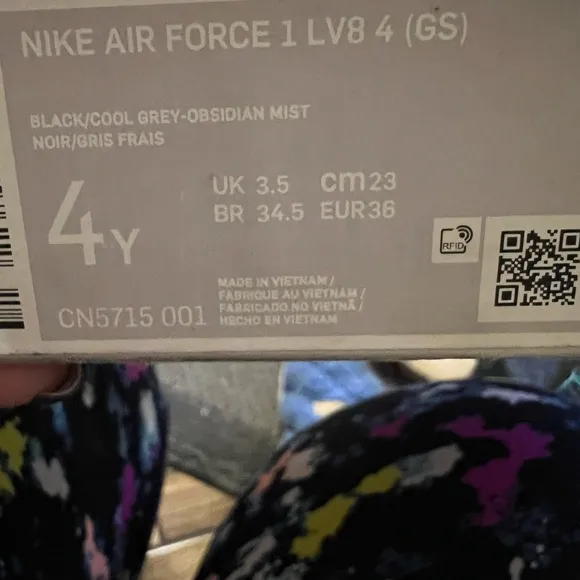 NIKE AIR FORCE 1 LV8 4 (GS)
BLACK/COOL GREY-OBSIDIAN MIST
NOIR/GRIS FRAIS
4Y
UK 3.5 cm 23
BR 34.5 EUR 36
RFID
MADE IN VIETNAM /
FABRIQUE AU VIETNAM /
FABRICADO NO VIETNÃ /
HECHO EN VIETNAM
CN5715 001